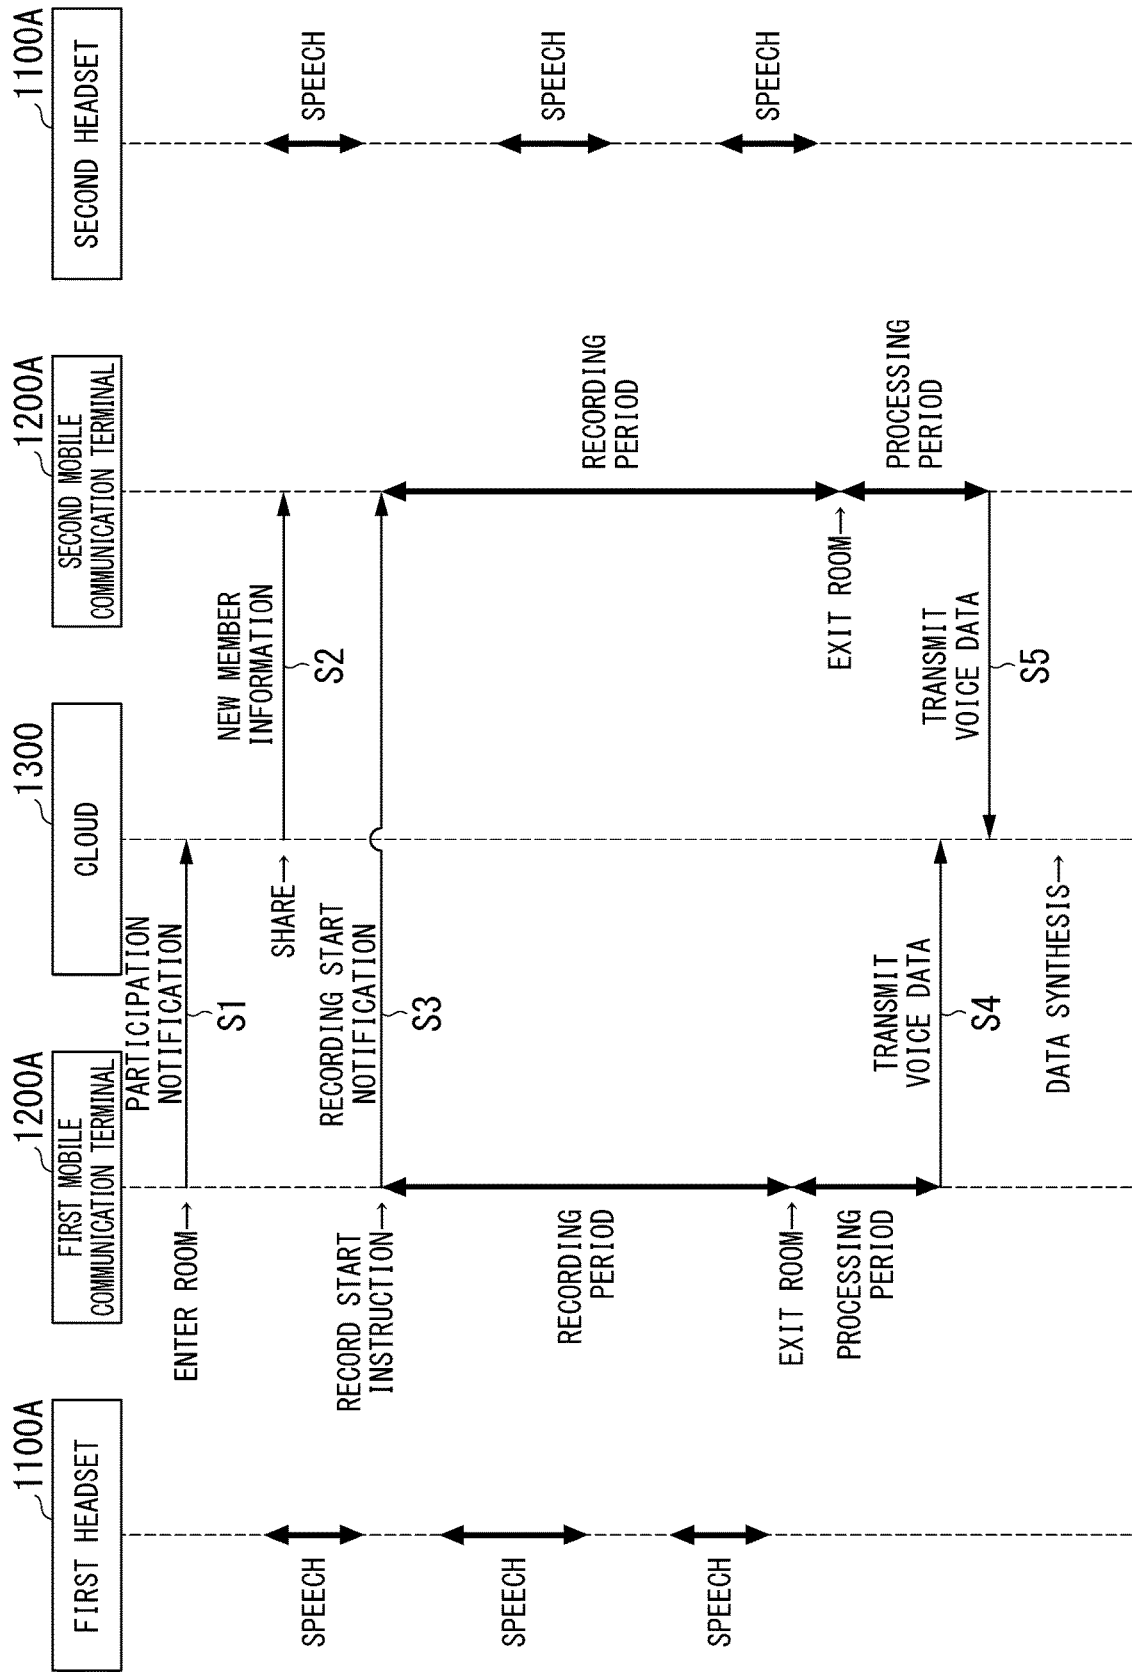 1100A
FIRST HEADSET
1200A
FIRST MOBILE
COMMUNICATION TERMINAL
1300
CLOUD
1200A
SECOND MOBILE
COMMUNICATION TERMINAL
1100A
SECOND HEADSET
ENTER ROOM→
PARTICIPATION
NOTIFICATION
S1
SHARE→
NEW MEMBER
INFORMATION
S2
SPEECH
SPEECH
RECORD START
INSTRUCTION→
RECORDING START
NOTIFICATION
S3
SPEECH
SPEECH
RECORDING
PERIOD
RECORDING
PERIOD
SPEECH
SPEECH
EXIT ROOM→
EXIT ROOM→
PROCESSING
PERIOD
PROCESSING
PERIOD
TRANSMIT
VOICE DATA
S4
TRANSMIT
VOICE DATA
S5
DATA SYNTHESIS→